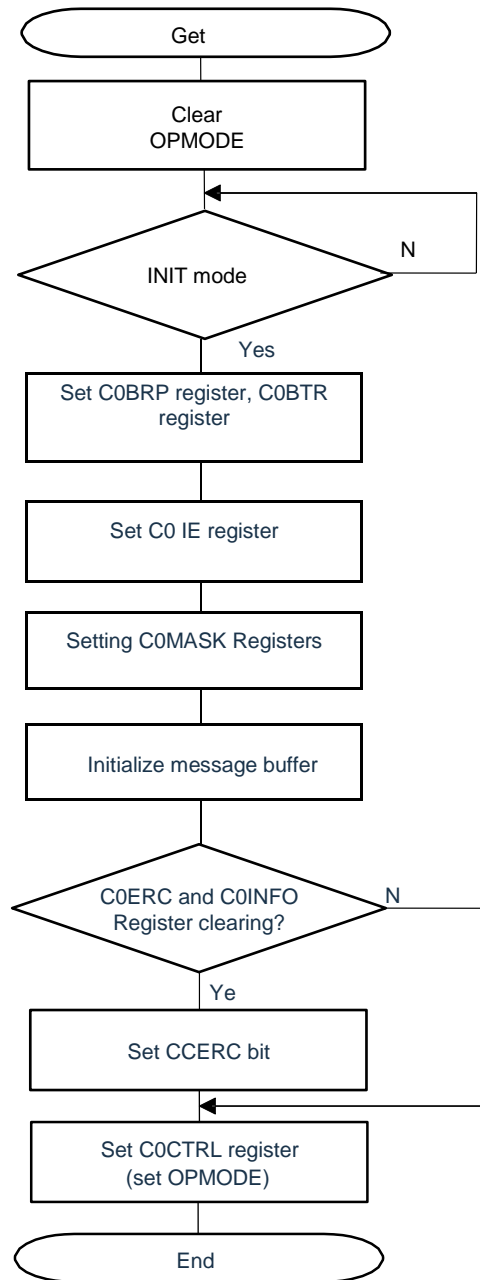 Get
Clear
OPMODE
N
INIT mode
Yes
Set C0BRP register, C0BTR
register
Set C0 IE register
Setting C0MASK Registers
Initialize message buffer
C0ERC and C0INFO
Register clearing?
N
Ye
Set CCERC bit
Set C0CTRL register
(set OPMODE)
End